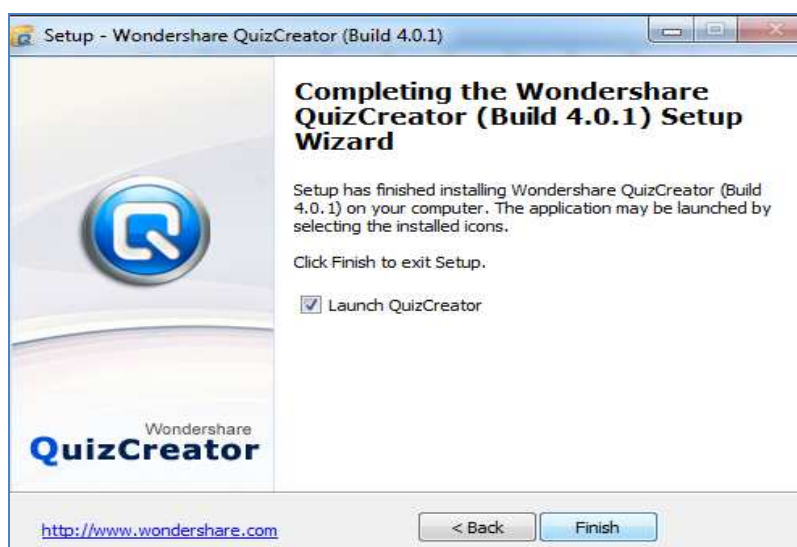 Setup - Wondershare QuizCreator (Build 4.0.1)
Completing the Wondershare
QuizCreator (Build 4.0.1) Setup
Wizard
Setup has finished installing Wondershare QuizCreator (Build
4.0.1) on your computer. The application may be launched by
selecting the installed icons.
Click Finish to exit Setup.
Launch QuizCreator
Wondershare
QuizCreator
http://www.wondershare.com
< Back
Finish